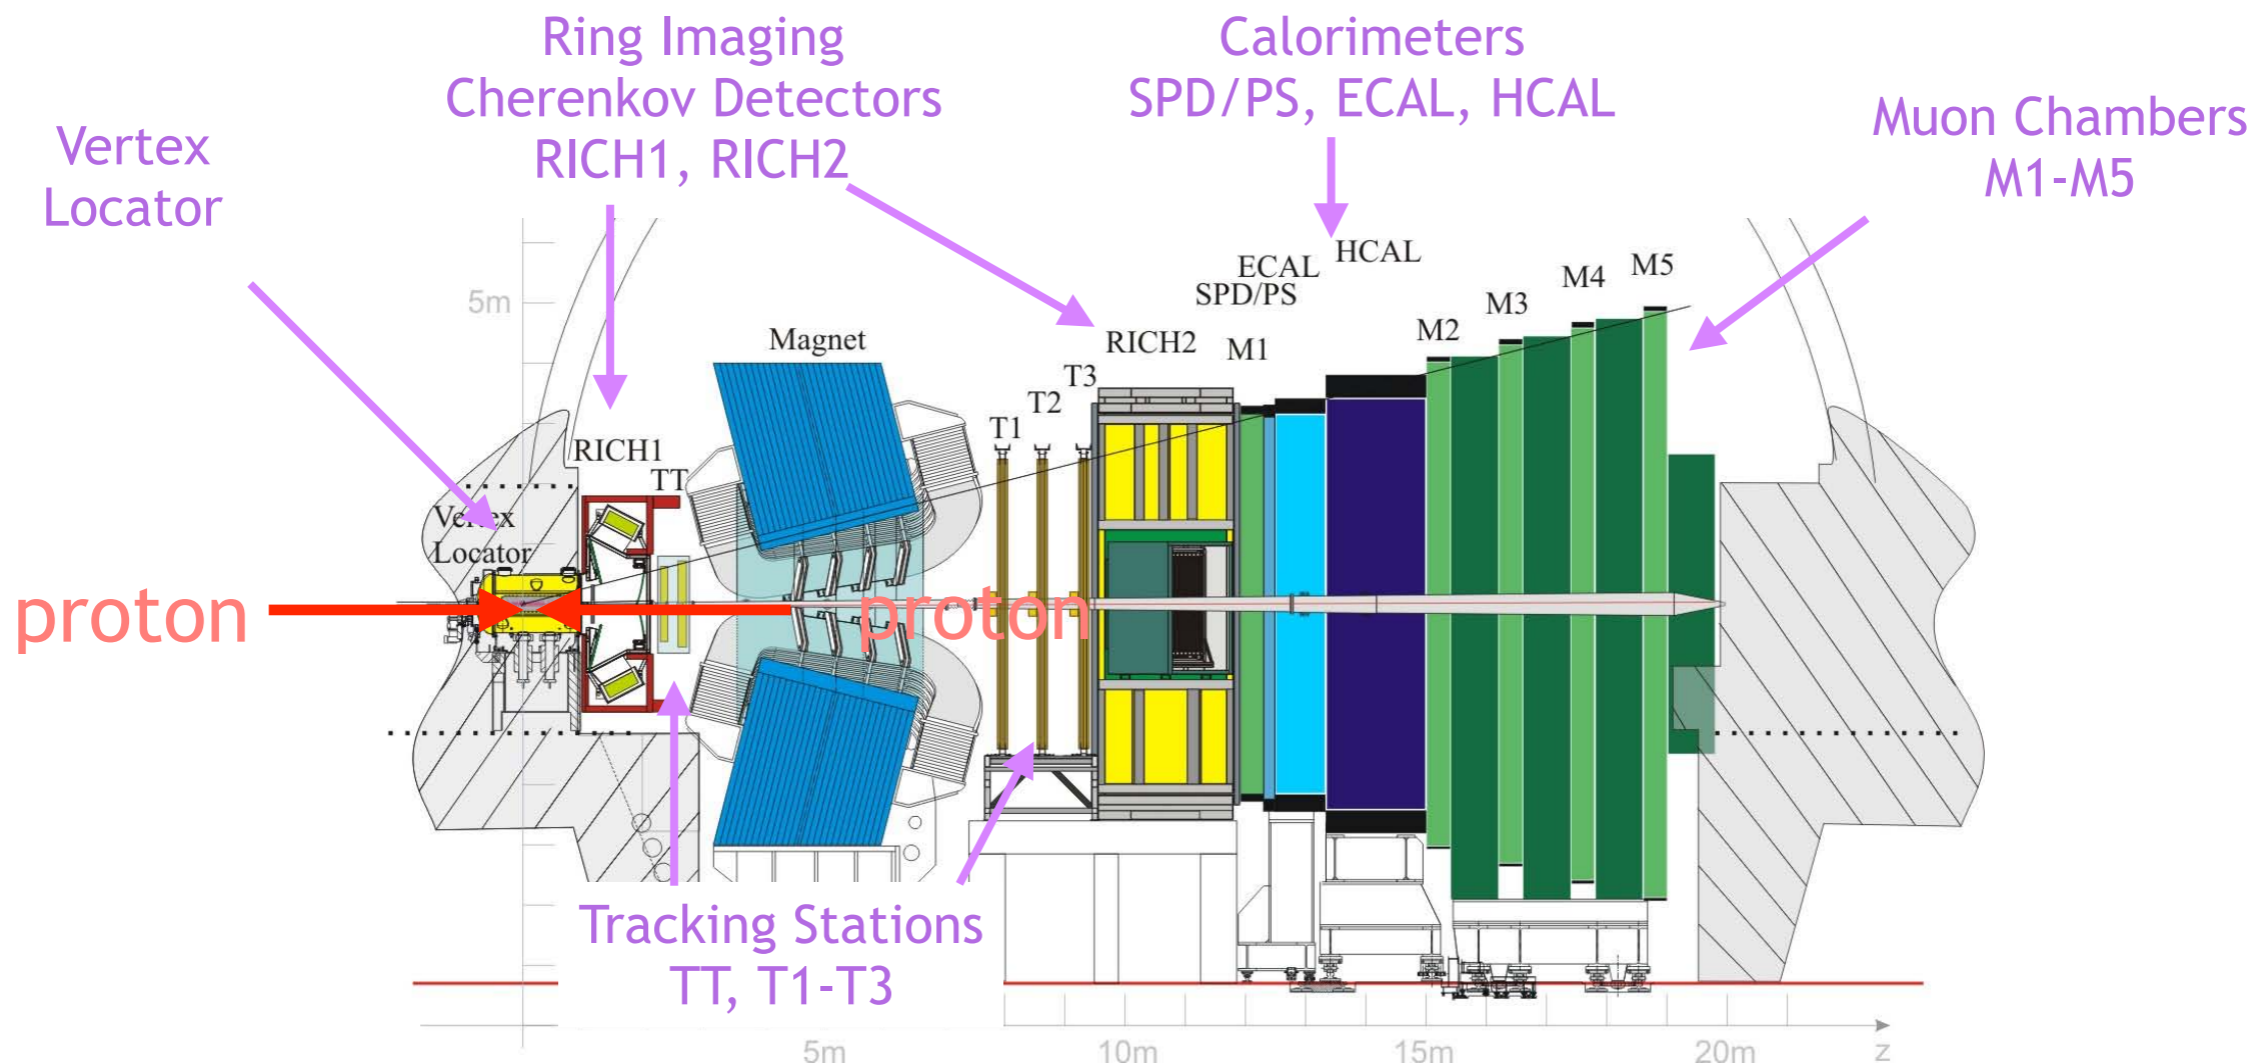 Ring Imaging
Cherenkov Detectors
RICH1, RICH2
Calorimeters
SPD/PS, ECAL, HCAL
Muon Chambers
M1-M5
Vertex
Locator
5m
Magnet
RICH1
TT
T1
T2
T3
RICH2
M1
SPD/PS
ECAL
HCAL
M2
M3
M4
M5
Vertex
Locator
proton
proton
Tracking Stations
TT, T1-T3
5m
10m
15m
20m
z